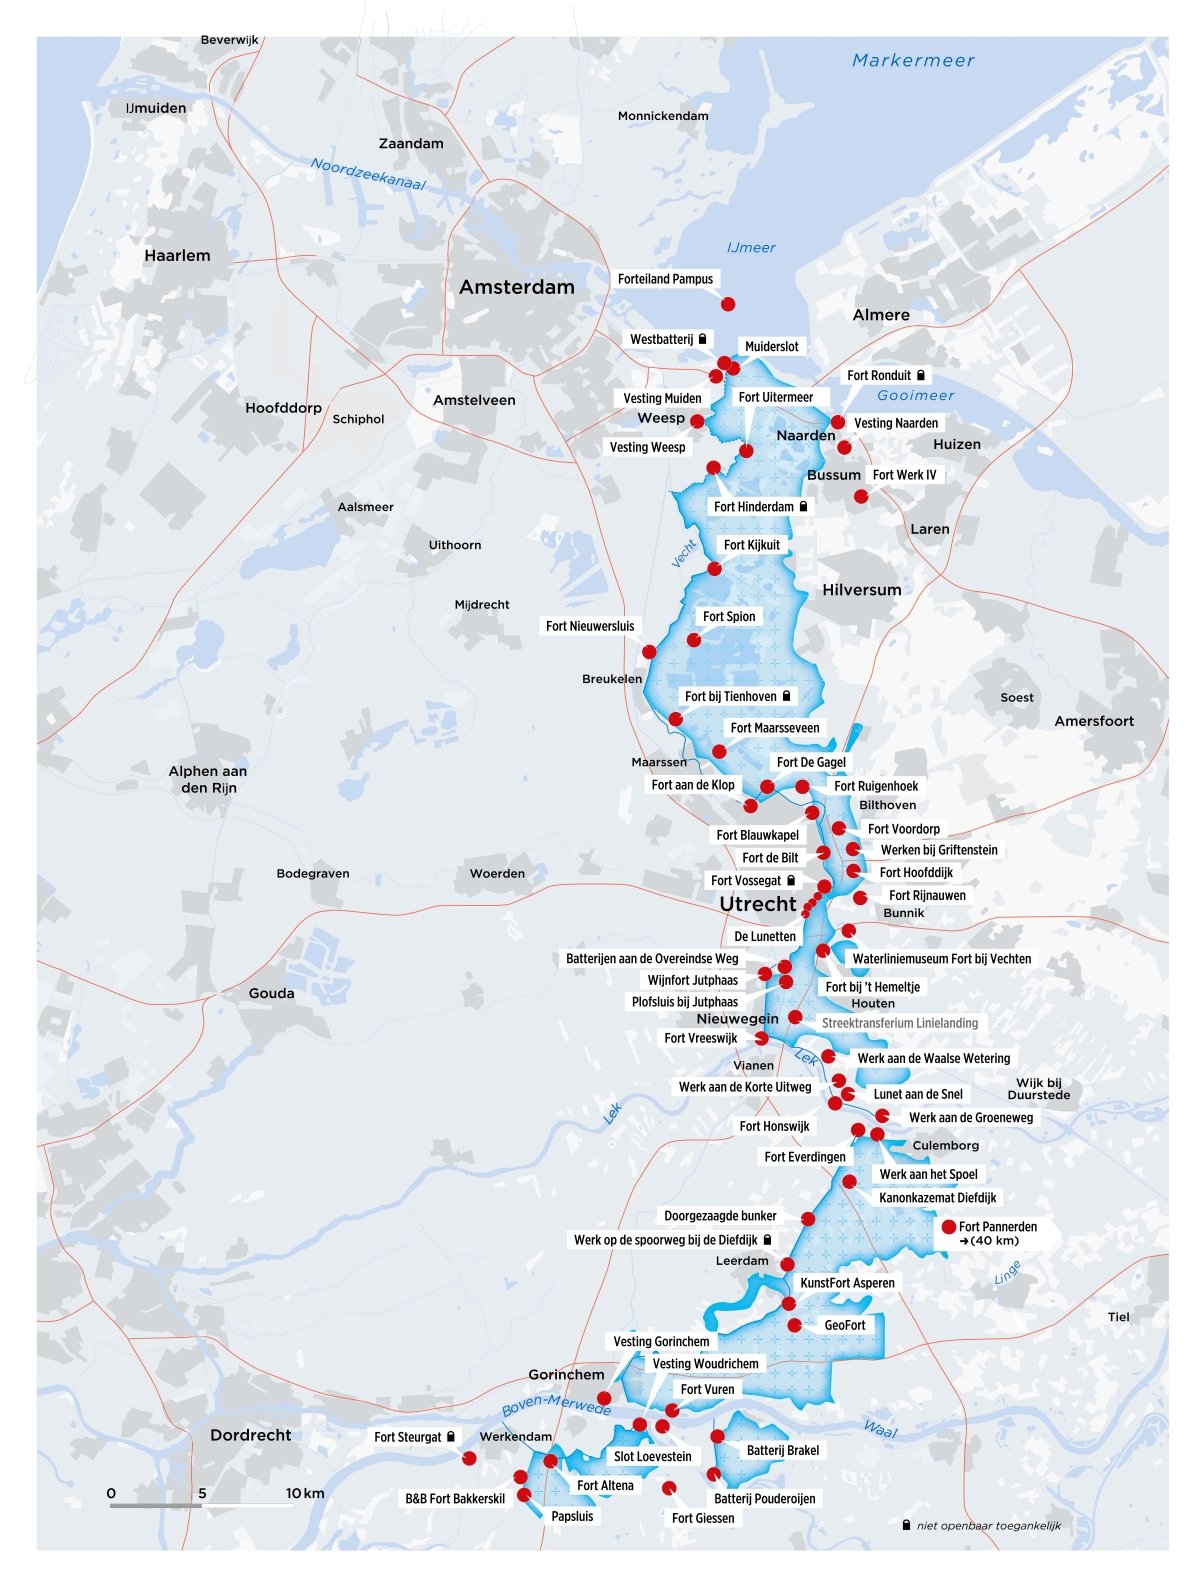 Beverwijk
Markermeer
IJmuiden
Monnickendam
Zaandam
Noordzeekanaal
IJmeer
Haarlem
Amsterdam
Forteiland Pampus
Almere
Westbatterij
Muiderslot
Fort Ronduit
Gooimeer
Vesting Muiden
Fort Uitermeer
Hoofddorp
Amstelveen
Schiphol
Weesp
Vesting Naarden
Naarden
Huizen
Vesting Weesp
Bussum
Fort Werk IV
Aalsmeer
Fort Hinderdam
Laren
Uithoorn
Vecht
Fort Kijkuit
Hilversum
Mijdrecht
Fort Spion
Fort Nieuwersluis
Breukelen
Fort bij Tienhoven
Soest
Amersfoort
Fort Maarsseveen
Maarssen
Fort De Gagel
Alphen aan
den Rijn
Fort aan de Klop
Fort Ruigenhoek
Bilthoven
Fort Blauwkapel
Fort Voordorp
Werken bij Griftenstein
Fort de Bilt
Bodegraven
Woerden
Fort Hoofddijk
Fort Vossegat
Fort Rijnauwen
Utrecht
Bunnik
De Lunetten
Batterijen aan de Overeindse Weg
Waterliniemuseum Fort bij Vechten
Wijnfort Jutphaas
Fort bij 't Hemeltje
Gouda
Plofsluis bij Jutphaas
Houten
Nieuwegein
Streektransferium Linielanding
Fort Vreeswijk
Lek
Werk aan de Waalse Wetering
Vianen
Werk aan de Korte Uitweg
Lunet aan de Snel
Wijk bij
Duurstede
Lek
Werk aan de Groeneweg
Fort Honswijk
Culemborg
Fort Everdingen
Werk aan het Spoel
Kanonkazemat Diefdijk
Doorgezaagde bunker
Fort Pannerden
➔(40 km)
Werk op de spoorweg bij de Diefdijk
Leerdam
Linge
KunstFort Asperen
Tiel
GeoFort
Vesting Gorinchem
Vesting Woudrichem
Gorinchem
Fort Vuren
Boven-Merwede
Waal
Dordrecht
Fort Steurgat
Werkendam
Batterij Brakel
Slot Loevestein
Fort Altena
0 5 10 km
B&B Fort Bakkerskil
Batterij Pouderoijen
Papsluis
Fort Giessen
niet openbaar toegankelijk